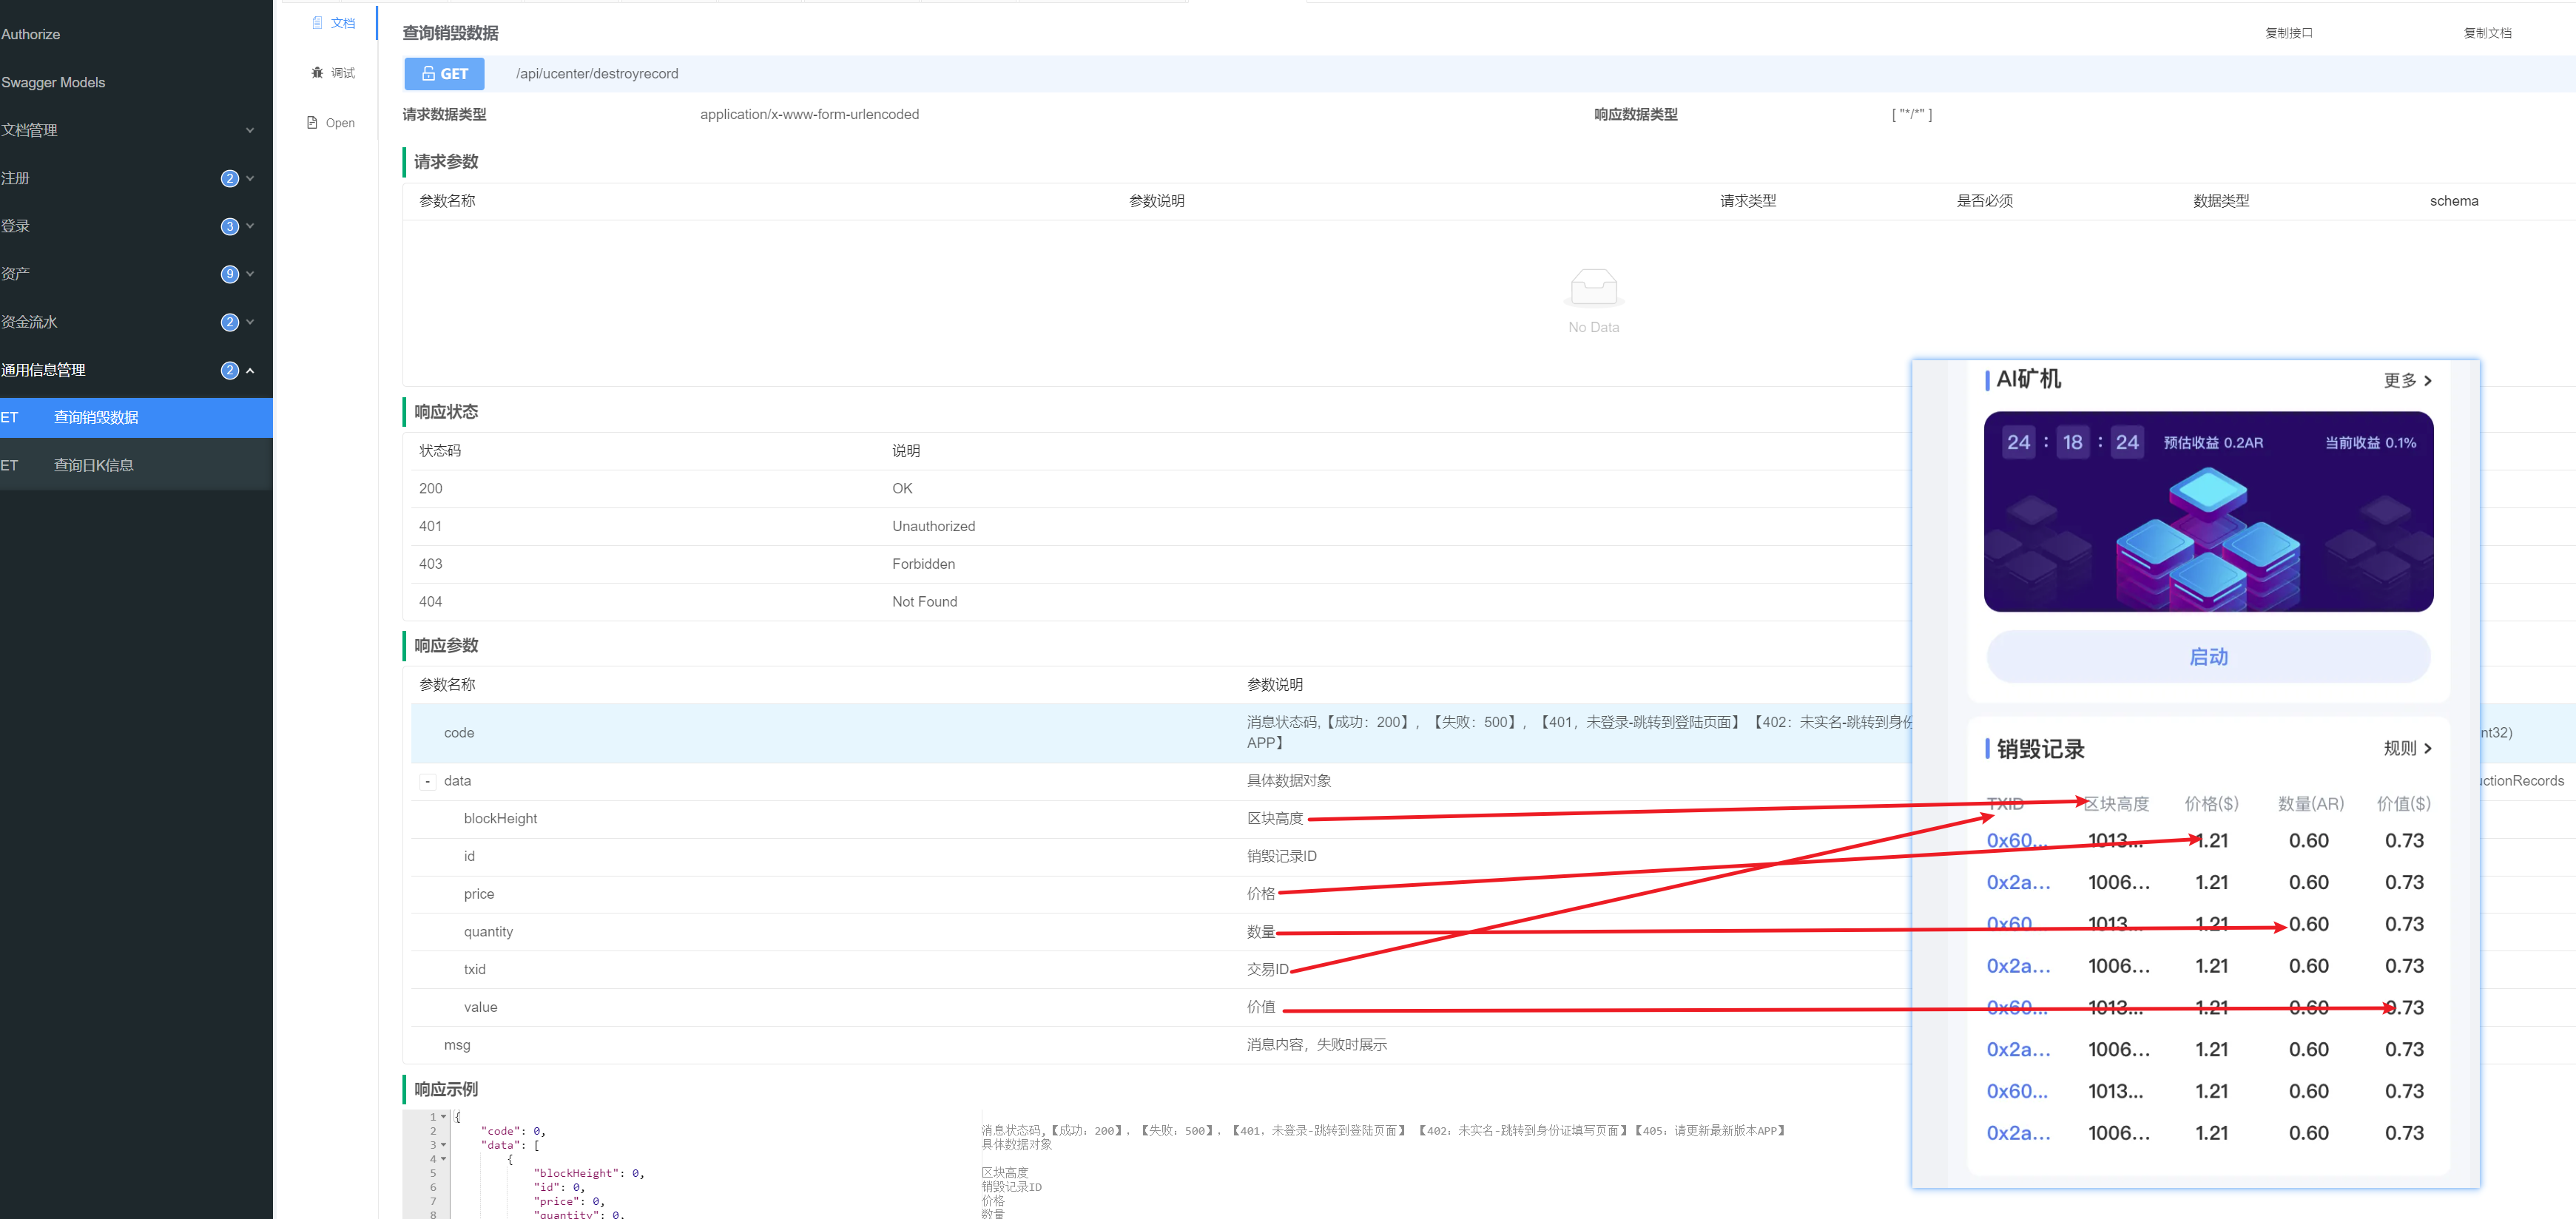 Authorize
Swagger Models
文档管理
注册 2
登录 3
资产 9
资金流水 2
通用信息管理 2
ET 查询销毁数据
ET 查询日K信息
文档
调试
Open
查询销毁数据 复制接口 复制文档
GET /api/ucenter/destroyrecord
请求数据类型 application/x-www-form-urlencoded 响应数据类型 [ "*/*" ]
请求参数
参数名称 参数说明 请求类型 是否必须 数据类型 schema
No Data
响应状态
状态码 说明
200 OK
401 Unauthorized
403 Forbidden
404 Not Found
响应参数
参数名称 参数说明
code 消息状态码,【成功：200】，【失败：500】，【401，未登录-跳转到登陆页面】【402：未实名-跳转到身份
APP】
nt32)
- data 具体数据对象 uctionRecords
blockHeight 区块高度
id 销毁记录ID
price 价格
quantity 数量
txid 交易ID
value 价值
msg 消息内容，失败时展示
响应示例
1 {
2 "code": 0, 消息状态码,【成功：200】，【失败：500】，【401，未登录-跳转到登陆页面】【402：未实名-跳转到身份证填写页面】【405：请更新最新版本APP】
3 "data": [ 具体数据对象
4 {
5 "blockHeight": 0, 区块高度
6 "id": 0, 销毁记录ID
7 "price": 0, 价格
8 "quantity": 0, 数量
AI矿机 更多 >
24 : 18 : 24 预估收益 0.2AR 当前收益 0.1%
启动
销毁记录 规则 >
TXID 区块高度 价格($) 数量(AR) 价值($)
0x60... 1013... 1.21 0.60 0.73
0x2a... 1006... 1.21 0.60 0.73
0x60... 1013... 1.21 0.60 0.73
0x2a... 1006... 1.21 0.60 0.73
0x60... 1013... 1.21 0.60 0.73
0x2a... 1006... 1.21 0.60 0.73
0x60... 1013... 1.21 0.60 0.73
0x2a... 1006... 1.21 0.60 0.73